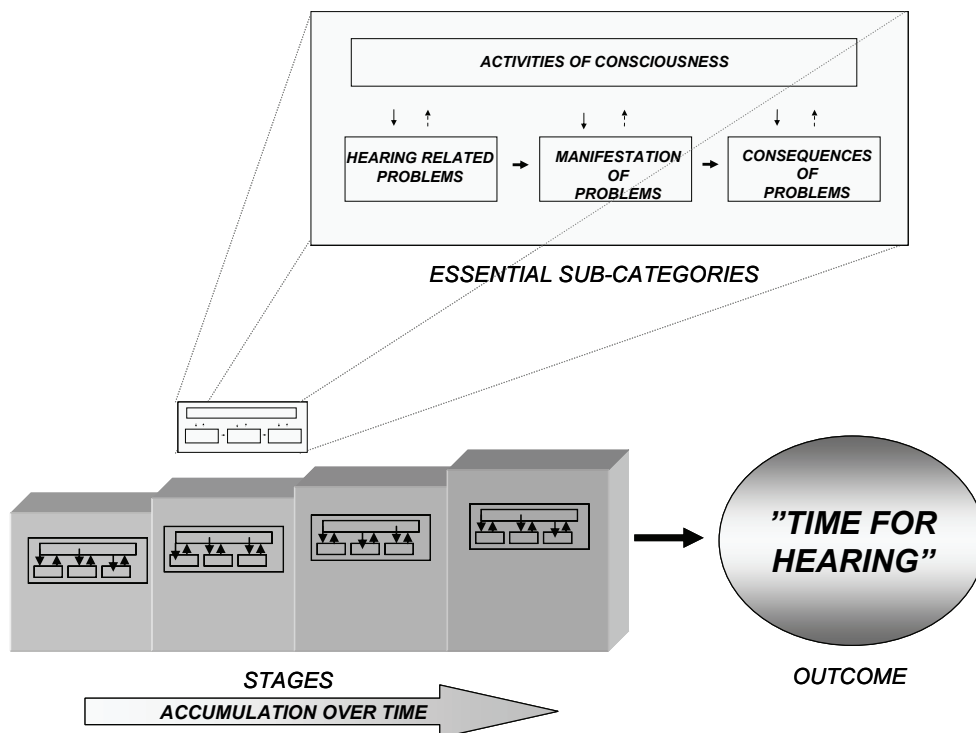 ACTIVITIES OF CONSCIOUSNESS
HEARING RELATED
PROBLEMS
MANIFESTATION
OF
PROBLEMS
CONSEQUENCES
OF
PROBLEMS
ESSENTIAL SUB-CATEGORIES
”TIME FOR
HEARING”
OUTCOME
STAGES
ACCUMULATION OVER TIME